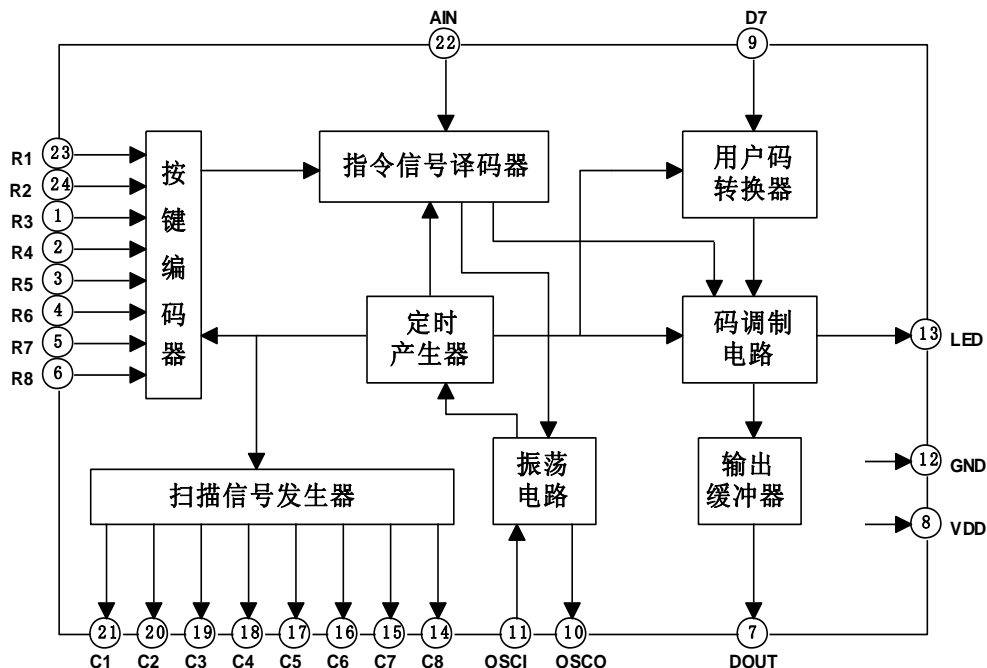 AIN
D7
22
9
R1
23
R2
24
R3
1
R4
2
R5
3
R6
4
R7
5
R8
6
按
键
编
码
器
指令信号译码器
用户码
转换器
定时
产生器
码调制
电路
13
LED
扫描信号发生器
振荡
电路
输出
缓冲器
12
GND
8
VDD
21
20
19
18
17
16
15
14
11
10
7
C1
C2
C3
C4
C5
C6
C7
C8
OSCI
OSCO
DOUT